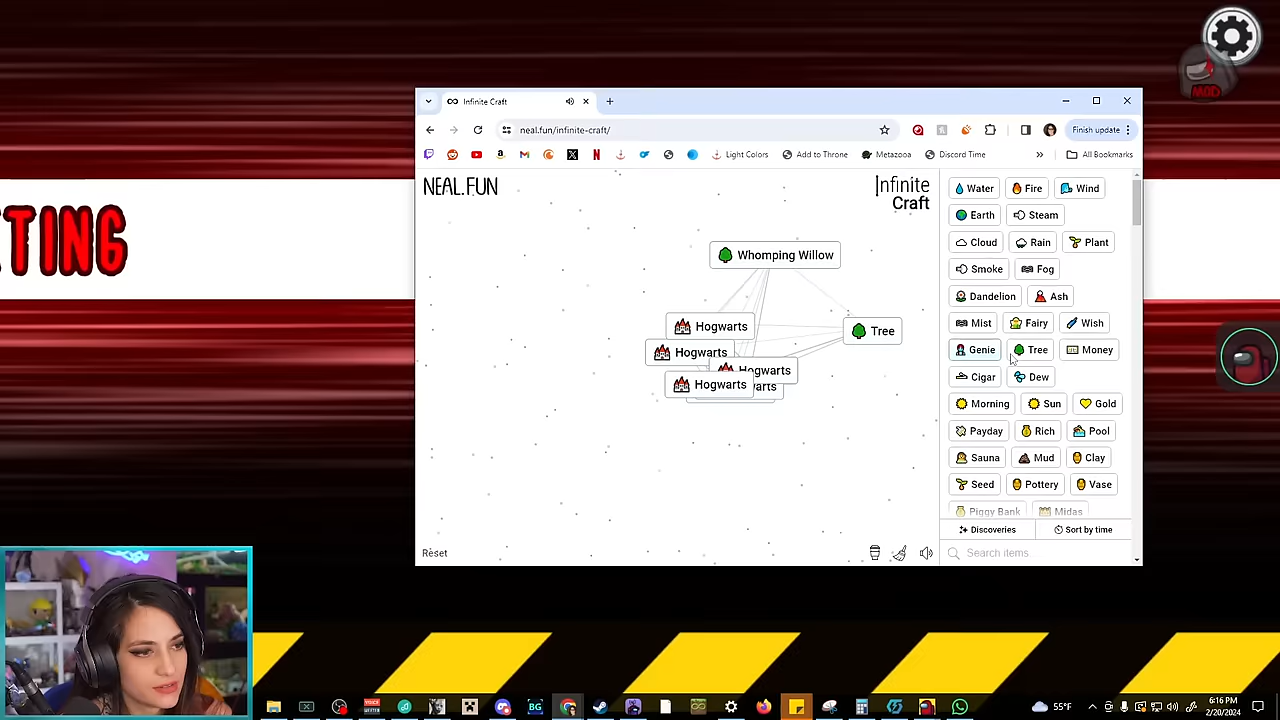 MOD
Infinite Craft
neal.fun/infinite-craft/
Finish update
Light Colors
Add to Throne
Metazooa
Discord Time
»
All Bookmarks
NEAL.FUN
Infinite
Craft
Water
Fire
Wind
Earth
Steam
Cloud
Rain
Plant
Smoke
Fog
Dandelion
Ash
Mist
Fairy
Wish
Genie
Tree
Money
Cigar
Dew
Morning
Sun
Gold
Payday
Rich
Pool
Sauna
Mud
Clay
Seed
Pottery
Vase
Piggy Bank
Midas
Discoveries
Sort by time
Search items...
Whomping Willow
Hogwarts
Tree
Hogwarts
Hogwarts
Hogwarts
arts
Reset
TING
BG
55°
6:16 PM
2/20/2024